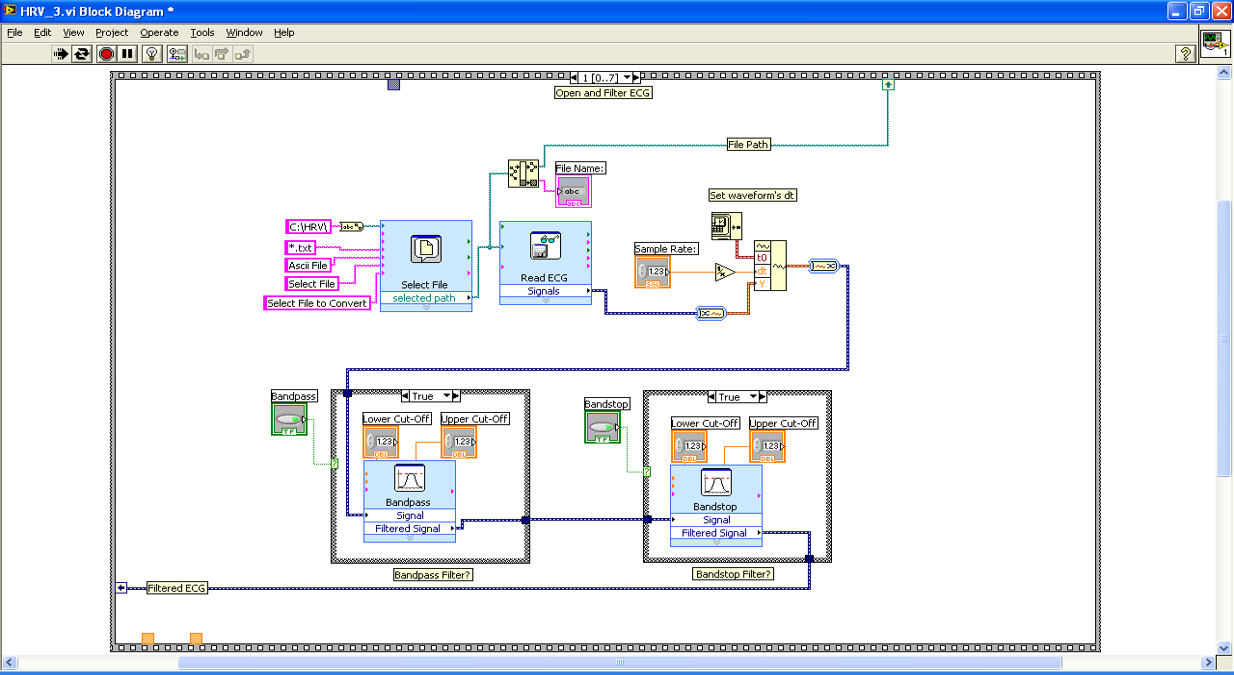 HRV_3.vi Block Diagram *
File Edit View Project Operate Tools Window Help
1
1 [0..7]
Open and Filter ECG
File Path
File Name:
abc
Set waveform's dt
C:\HRV\
*.txt
Ascii File
Select File
Select File to Convert
Select File
selected path
Read ECG
Signals
Sample Rate:
1.23
t0
dt
Y
Bandpass
TF
True
Lower Cut-Off Upper Cut-Off
1.23 1.23
DBL DBL
Bandpass
Signal
Filtered Signal
Bandpass Filter?
Bandstop
TF
True
Lower Cut-Off Upper Cut-Off
1.23 1.23
DBL DBL
Bandstop
Signal
Filtered Signal
Bandstop Filter?
Filtered ECG